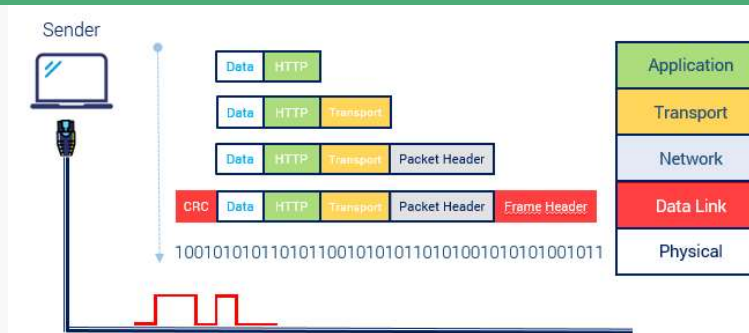 Sender
Data HTTP
Application
Data HTTP Transport
Transport
Data HTTP Transport Packet Header
Network
CRC Data HTTP Transport Packet Header Frame Header
Data Link
100101010110101100101010110101001010101001011
Physical